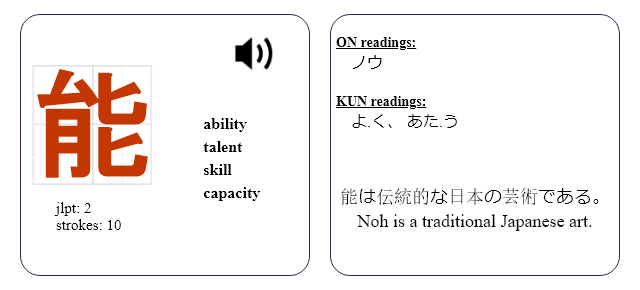 能
ability
talent
skill
capacity
jlpt: 2
strokes: 10
ON readings:
ノウ
KUN readings:
よ.く、 あた.う
能は伝統的な日本の芸術である。
Noh is a traditional Japanese art.